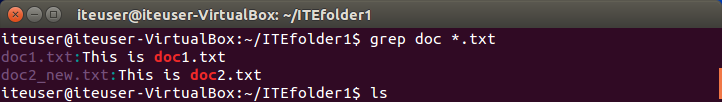 iteuser@iteuser-VirtualBox: ~/ITEfolder1
iteuser@iteuser-VirtualBox:~/ITEfolder1$ grep doc *.txt
doc1.txt:This is doc1.txt
doc2_new.txt:This is doc2.txt
iteuser@iteuser-VirtualBox:~/ITEfolder1$ ls